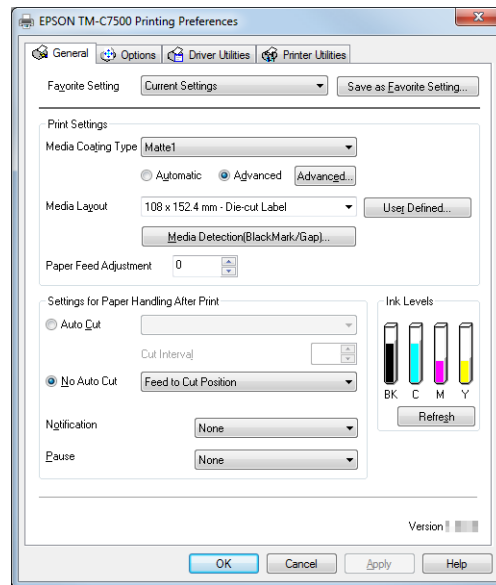 EPSON TM-C7500 Printing Preferences
General Options Driver Utilities Printer Utilities
Favorite Setting Current Settings Save as Favorite Setting...
Print Settings
Media Coating Type Matte1
Automatic Advanced Advanced...
Media Layout 108 x 152.4 mm - Die-cut Label User Defined...
Media Detection(BlackMark/Gap)...
Paper Feed Adjustment 0
Settings for Paper Handling After Print
Auto Cut
Cut Interval
No Auto Cut Feed to Cut Position
Notification None
Pause None
Ink Levels
BK C M Y
Refresh
Version
OK Cancel Apply Help